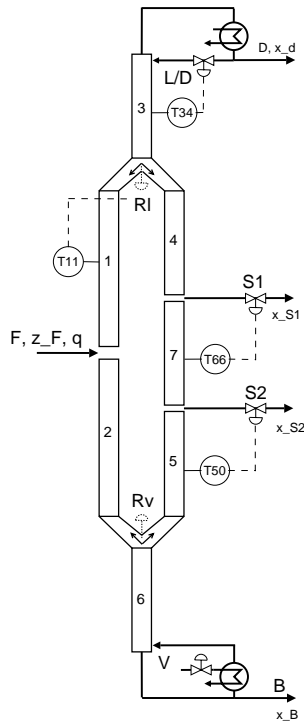 D, x_d
L/D
3
T34
Rl
4
T11
1
S1
x_S1
F, z_F, q
7
T66
2
S2
x_S2
5
T50
Rv
6
V
B
x_B